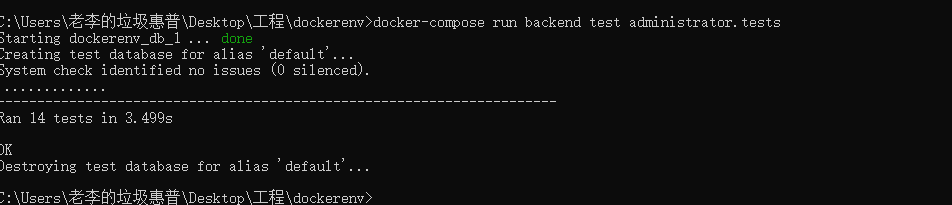 C:\Users\老李的垃圾惠普\Desktop\工程\dockerenv>docker-compose run backend test administrator.tests
Starting dockerenv_db_1 ... done
Creating test database for alias 'default'...
System check identified no issues (0 silenced).
..............
----------------------------------------------------------------------
Ran 14 tests in 3.499s
OK
Destroying test database for alias 'default'...
C:\Users\老李的垃圾惠普\Desktop\工程\dockerenv>